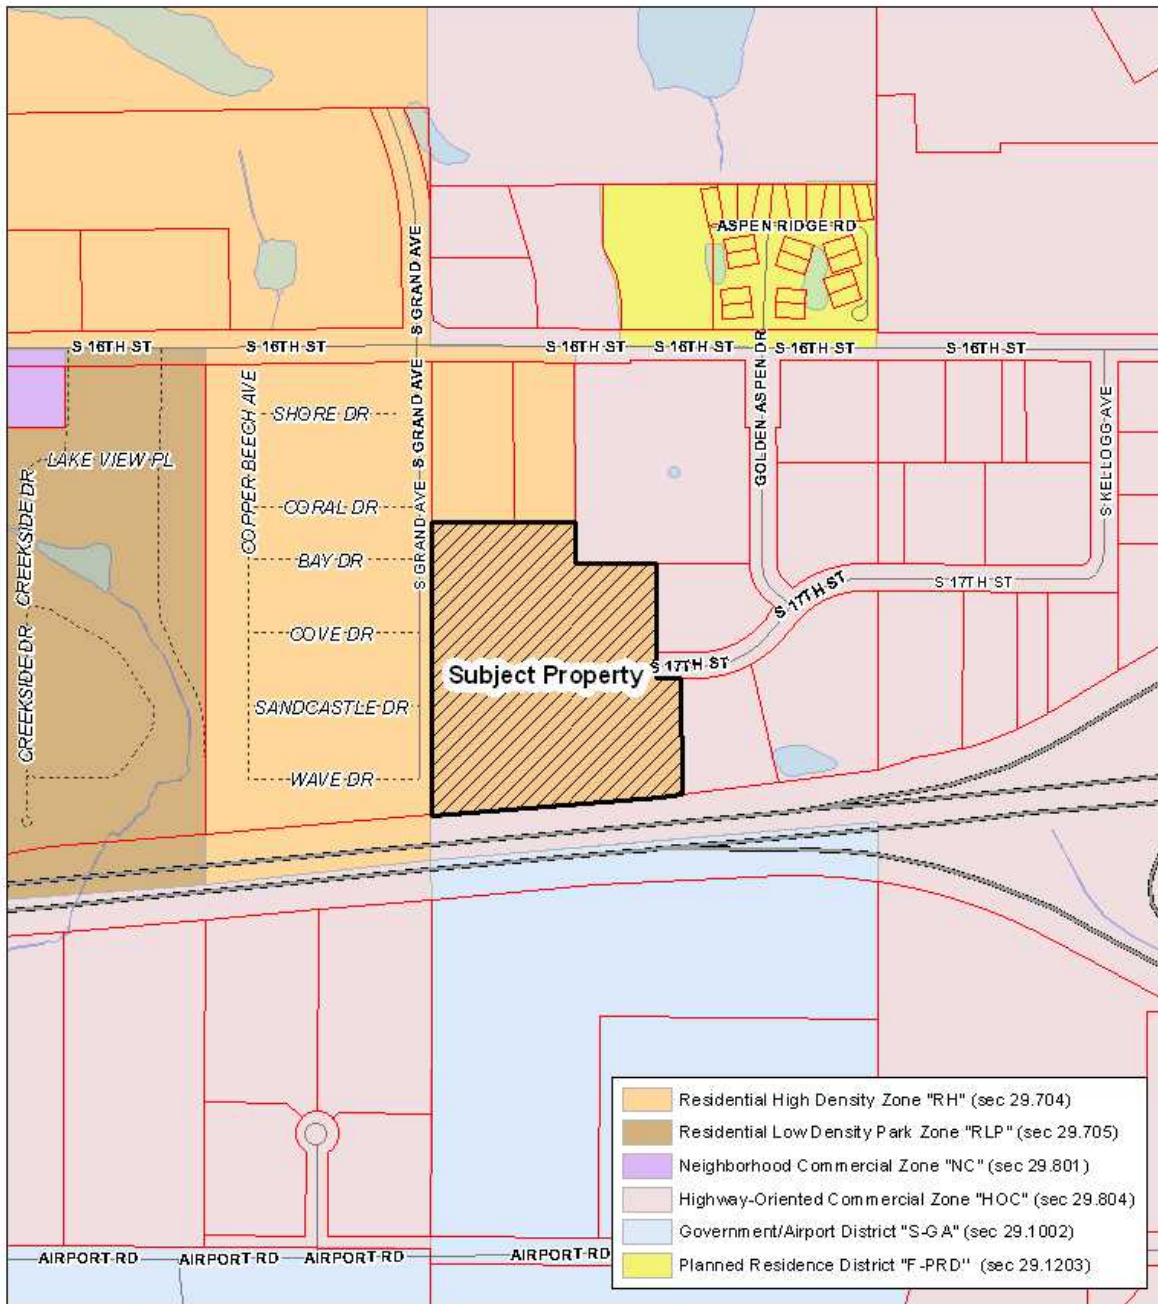 ASPEN RIDGE RD
S GRAND AVE
S 16TH ST
S 16TH ST
S 16TH ST
S 16TH ST
S 16TH ST
S 16TH ST
GOLDEN ASPEN DR
S KELLOGG AVE
COPPER BEECH AVE
S GRAND AVE
S GRAND AVE
S GRAND AVE
SHORE DR
LAKE VIEW PL
CREEKSIDE DR
CREEKSIDE DR
CORAL DR
BAY DR
S 17TH ST
S 17TH ST
COVE DR
S 17TH ST
Subject Property
SANDCASTLE DR
WAVE DR
Residential High Density Zone "RH" (sec 29.704)
Residential Low Density Park Zone "RLP" (sec 29.705)
Neighborhood Commercial Zone "NC" (sec 29.801)
Highway-Oriented Commercial Zone "HOC" (sec 29.804)
Government/Airport District "S-GA" (sec 29.1002)
Planned Residence District "F-PRD" (sec 29.1203)
AIRPORT RD
AIRPORT RD
AIRPORT RD
AIRPORT RD